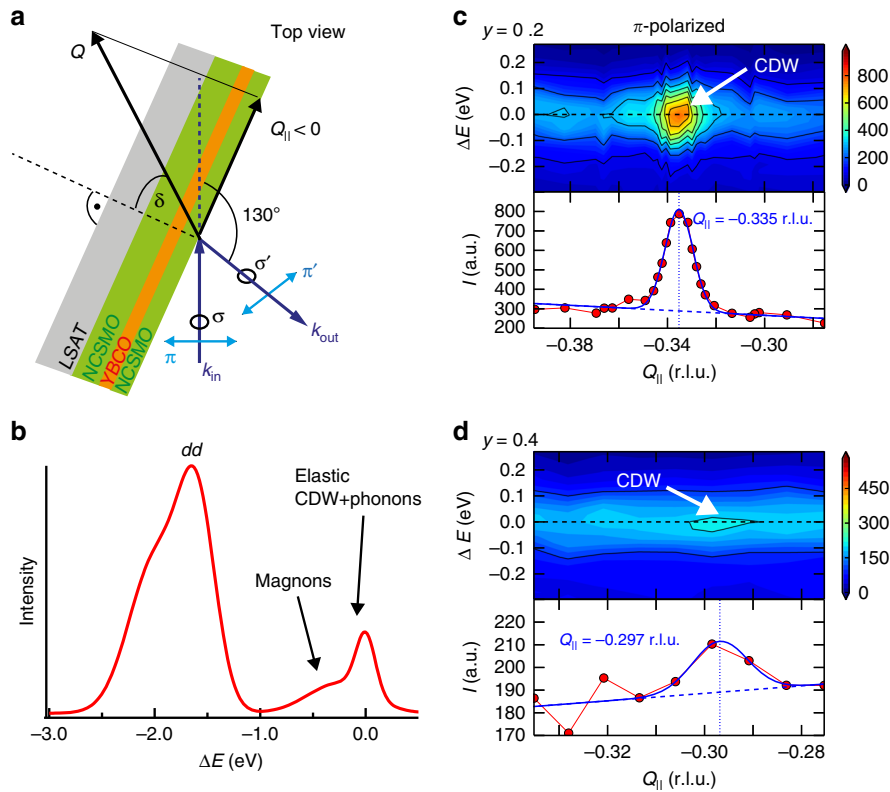 a
Top view
Q
Q|| < 0
δ
130°
σ′
π′
σ
π
k_out
k_in
LSAT
NCSMO
YBCO
NCSMO
b
dd
Elastic
CDW+phonons
Magnons
Intensity
−3.0 −2.0 −1.0 0.0
ΔE (eV)
c
y = 0 .2
π-polarized
CDW
ΔE (eV)
0.2
0.1
0.0
−0.1
−0.2
800
600
400
200
0
Q|| = −0.335 r.l.u.
I (a.u.)
800
700
600
500
400
300
200
−0.38 −0.34 −0.30
Q|| (r.l.u.)
d
y = 0.4
CDW
Δ E (eV)
0.2
0.1
0.0
−0.1
−0.2
450
300
150
0
Q|| = −0.297 r.l.u.
I (a.u.)
220
210
200
190
180
170
−0.32 −0.30 −0.28
Q|| (r.l.u.)